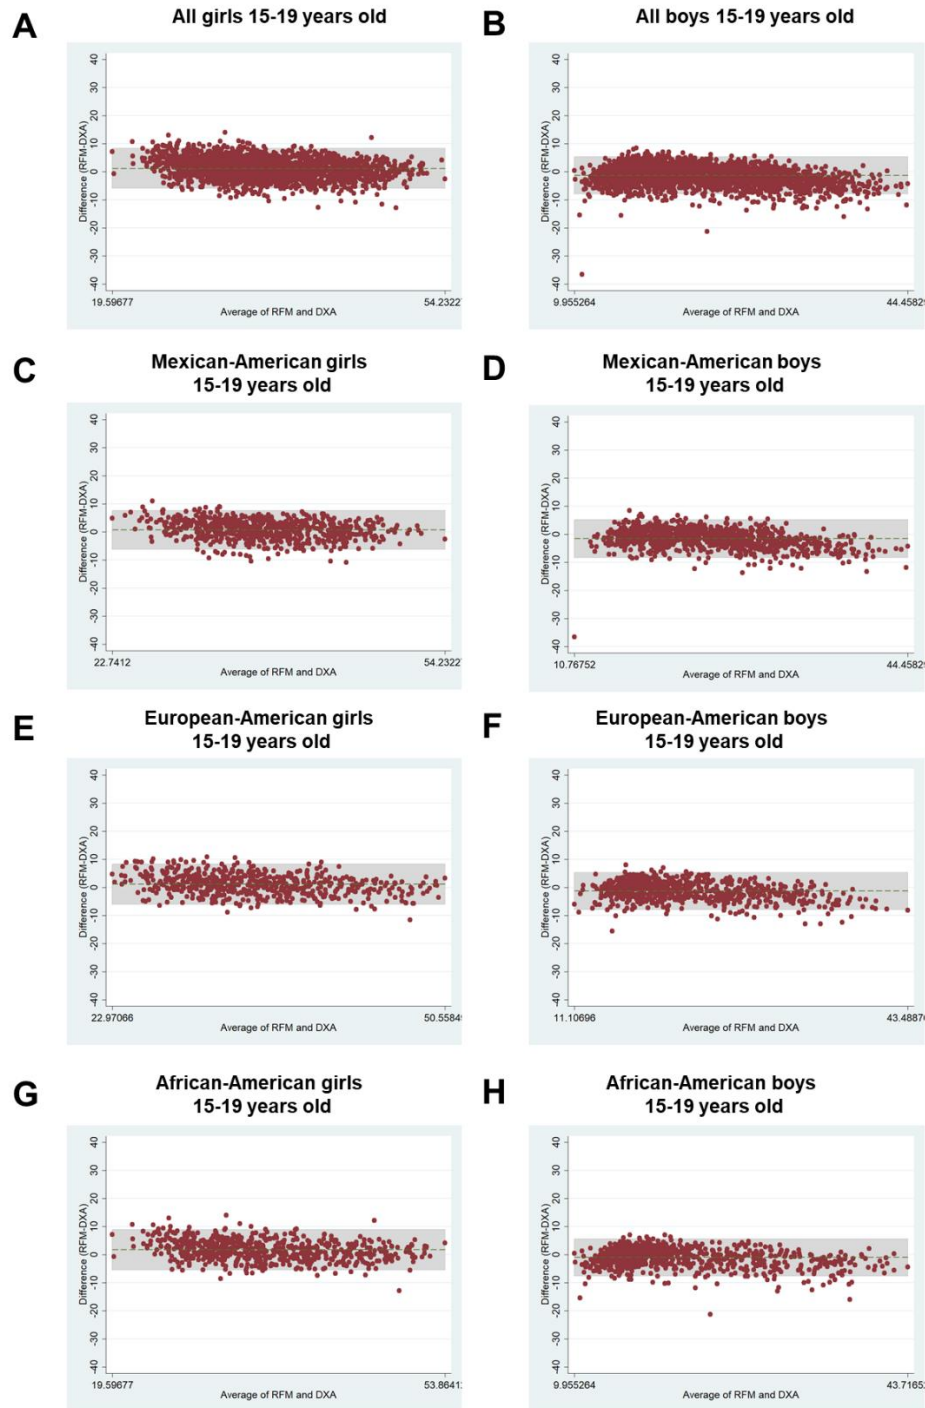 A
All girls 15-19 years old
40
30
20
10
0
-10
-20
-30
-40
Difference (RFM-DXA)
19.59677
54.23227
Average of RFM and DXA
B
All boys 15-19 years old
40
30
20
10
0
-10
-20
-30
-40
Difference (RFM-DXA)
9.955264
44.45829
Average of RFM and DXA
C
Mexican-American girls
15-19 years old
40
30
20
10
0
-10
-20
-30
-40
Difference (RFM-DXA)
22.7412
54.23227
Average of RFM and DXA
D
Mexican-American boys
15-19 years old
40
30
20
10
0
-10
-20
-30
-40
Difference (RFM-DXA)
10.76752
44.45829
Average of RFM and DXA
E
European-American girls
15-19 years old
40
30
20
10
0
-10
-20
-30
-40
Difference (RFM-DXA)
22.97066
50.55849
Average of RFM and DXA
F
European-American boys
15-19 years old
40
30
20
10
0
-10
-20
-30
-40
Difference (RFM-DXA)
11.10696
Average of RFM and DXA
G
African-American girls
15-19 years old
40
30
20
10
0
-10
-20
-30
-40
Difference (RFM-DXA)
19.59677
Average of RFM and DXA
H
African-American boys
15-19 years old
40
30
20
10
0
-10
-20
-30
-40
Difference (RFM-DXA)
9.955264
Average of RFM and DXA